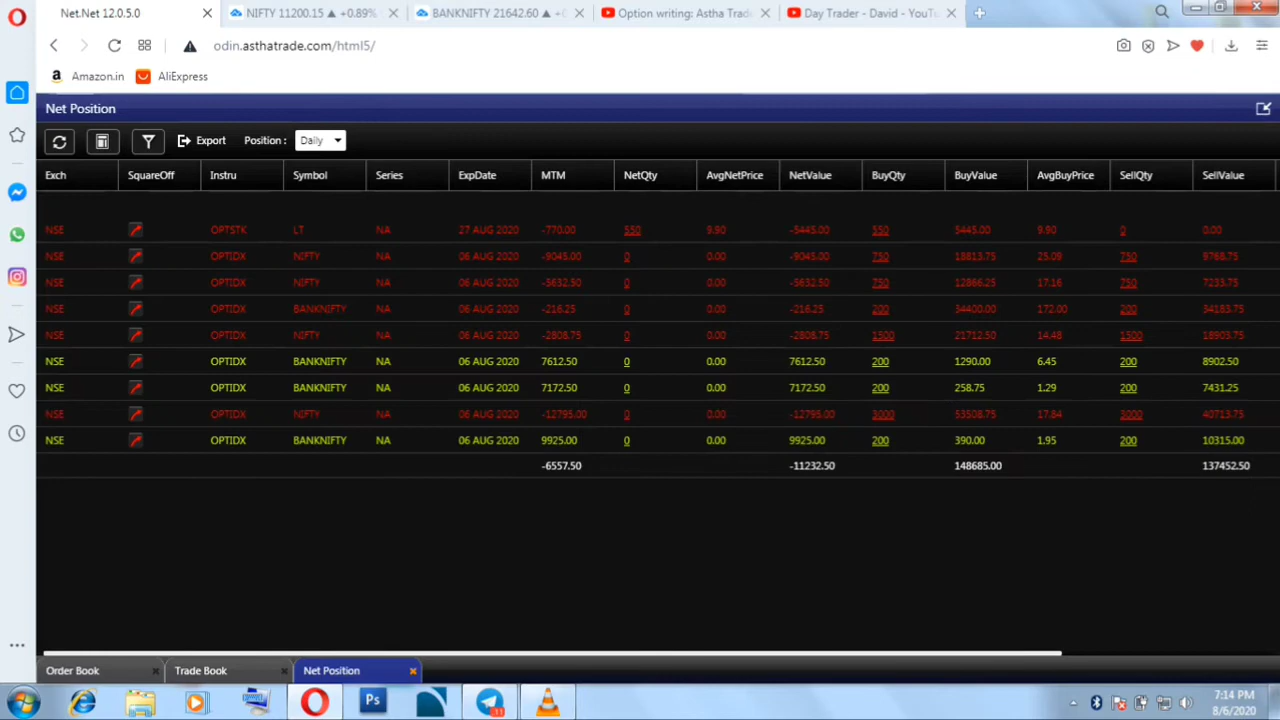 Net.Net 12.0.5.0 NIFTY 11200.15 ▲ +0.89% BANKNIFTY 21642.60 ▲ +0 Option writing: Astha Trad Day Trader - David - YouTu
odin.asthatrade.com/html5/
Amazon.in AliExpress
Net Position
Export Position : Daily
Exch SquareOff Instru Symbol Series ExpDate MTM NetQty AvgNetPrice NetValue BuyQty BuyValue AvgBuyPrice SellQty SellValue
NSE OPTSTK LT NA 27 AUG 2020 -770.00 550 9.90 -5445.00 550 5445.00 9.90 0 0.00
NSE OPTIDX NIFTY NA 06 AUG 2020 -9045.00 0 0.00 -9045.00 750 18813.75 25.09 750 9768.75
NSE OPTIDX NIFTY NA 06 AUG 2020 -5632.50 0 0.00 -5632.50 750 12866.25 17.16 750 7233.75
NSE OPTIDX BANKNIFTY NA 06 AUG 2020 -216.25 0 0.00 -216.25 200 34400.00 172.00 200 34183.75
NSE OPTIDX NIFTY NA 06 AUG 2020 -2808.75 0 0.00 -2808.75 1500 21712.50 14.48 1500 18903.75
NSE OPTIDX BANKNIFTY NA 06 AUG 2020 7612.50 0 0.00 7612.50 200 1290.00 6.45 200 8902.50
NSE OPTIDX BANKNIFTY NA 06 AUG 2020 7172.50 0 0.00 7172.50 200 258.75 1.29 200 7431.25
NSE OPTIDX NIFTY NA 06 AUG 2020 -12795.00 0 0.00 -12795.00 3000 53508.75 17.84 3000 40713.75
NSE OPTIDX BANKNIFTY NA 06 AUG 2020 9925.00 0 0.00 9925.00 200 390.00 1.95 200 10315.00
-6557.50 -11232.50 148685.00 137452.50
Order Book Trade Book Net Position
Ps 11 7:14 PM
8/6/2020